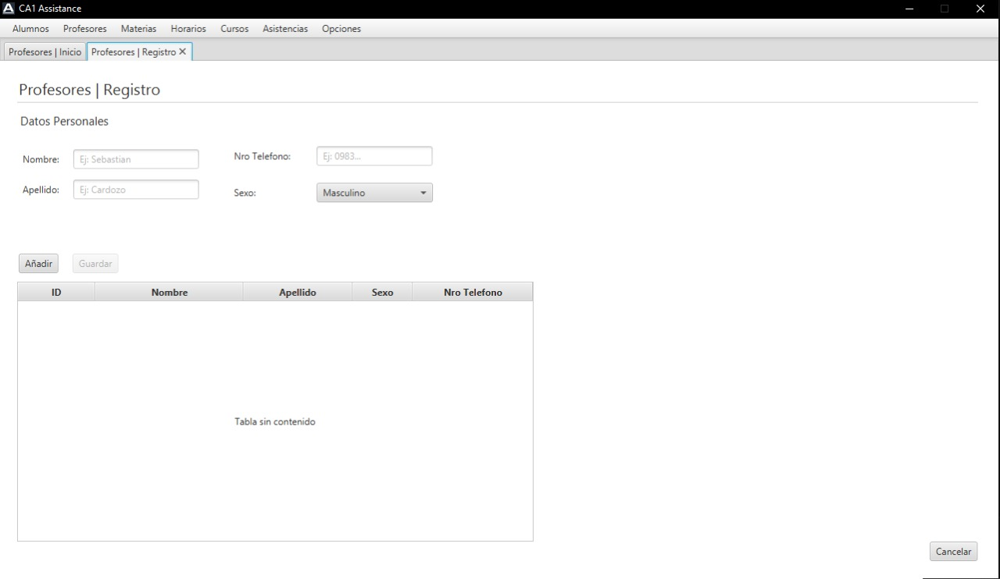 CA1 Assistance
Alumnos Profesores Materias Horarios Cursos Asistencias Opciones
Profesores | Inicio Profesores | Registro
Profesores | Registro
Datos Personales
Nombre: Ej: Sebastian Nro Telefono: Ej: 0983...
Apellido: Ej: Cardozo Sexo: Masculino
Añadir Guardar
ID Nombre Apellido Sexo Nro Telefono
Tabla sin contenido
Cancelar